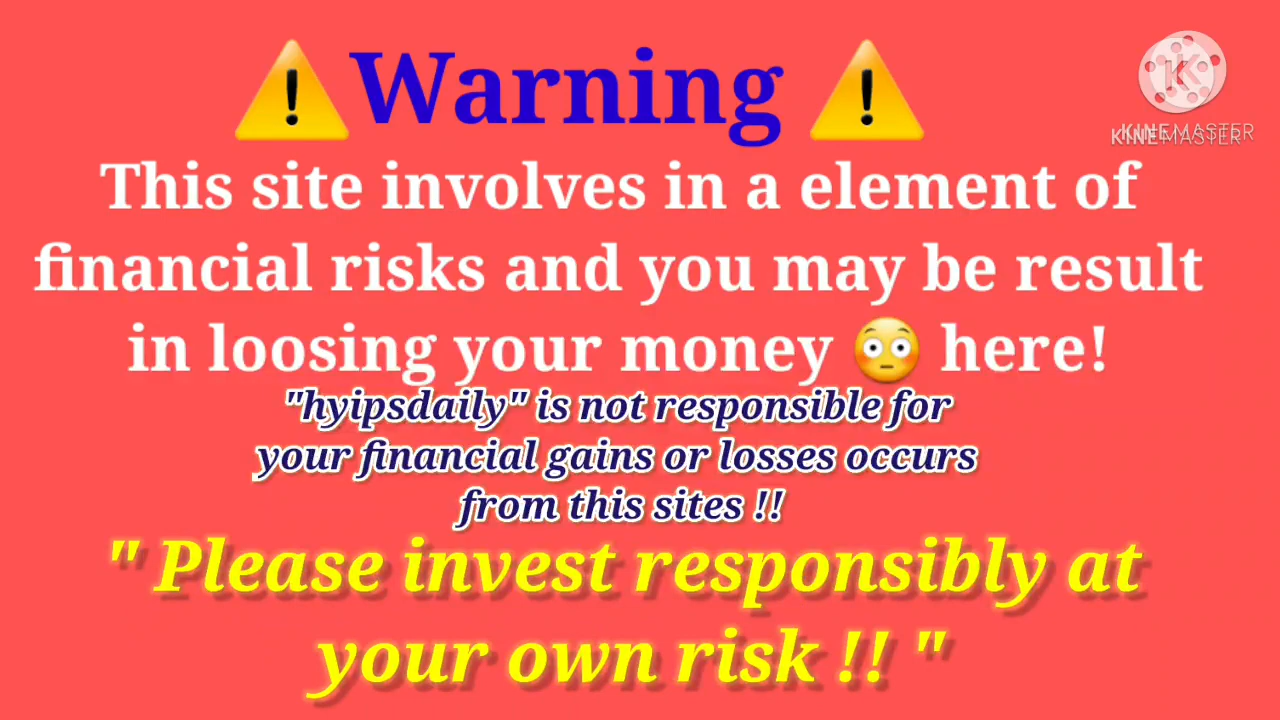 ⚠️Warning ⚠️
This site involves in a element of
financial risks and you may be result
in loosing your money 😳 here!
"hyipsdaily" is not responsible for
your financial gains or losses occurs
from this sites !!
" Please invest responsibly at
your own risk !! "
K
KINEMASTER
KINEMASTER